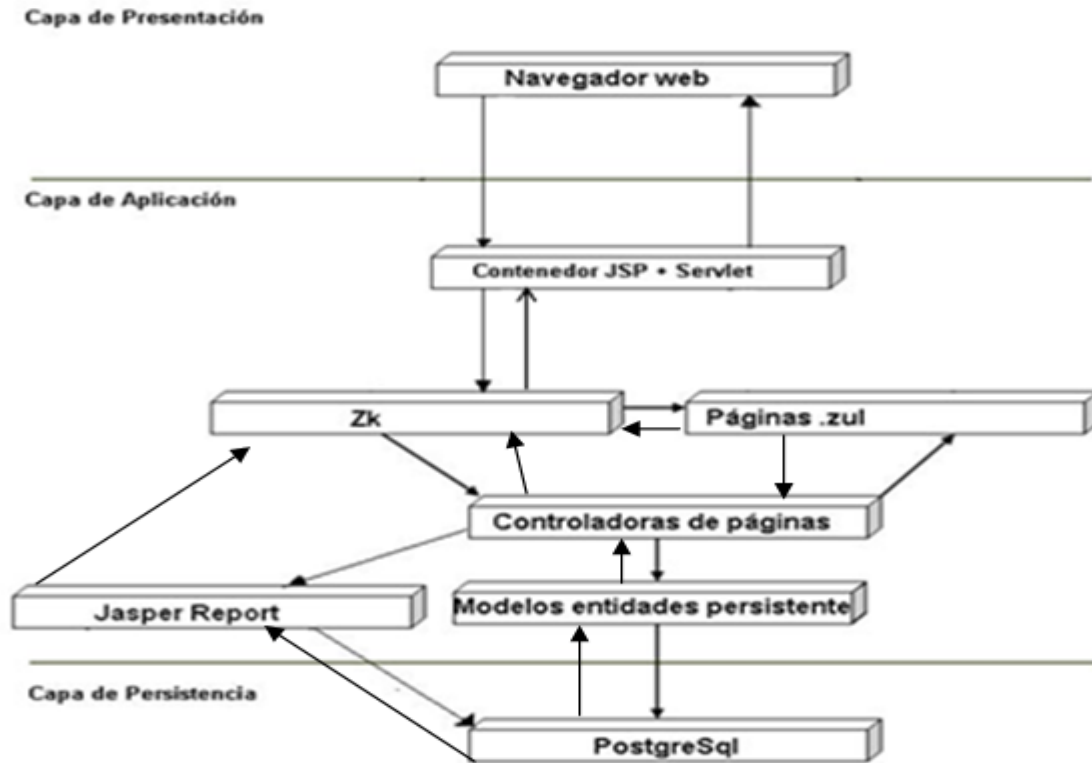 Capa de Presentación
Navegador web
Capa de Aplicación
Contenedor JSP • Servlet
Zk
Páginas .zul
Controladoras de páginas
Jasper Report
Modelos entidades persistente
Capa de Persistencia
PostgreSql